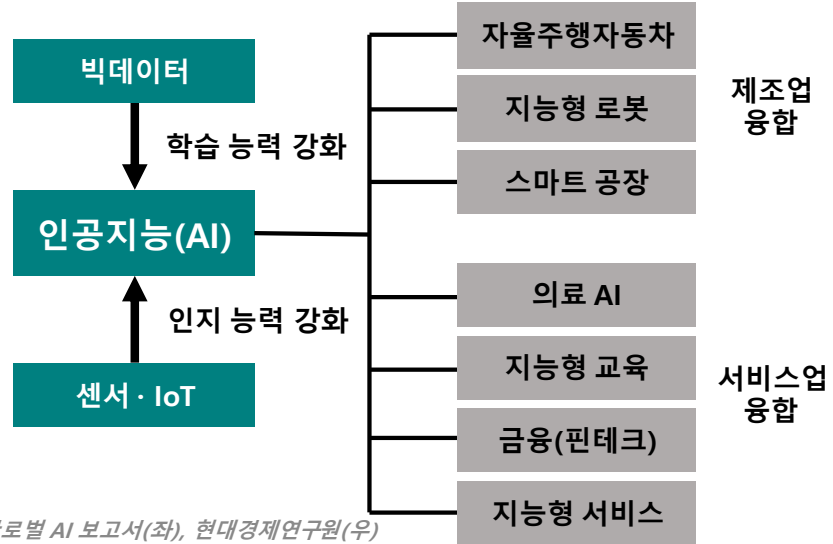 빅데이터
학습 능력 강화
인공지능(AI)
인지 능력 강화
센서 · IoT
자율주행자동차
지능형 로봇
스마트 공장
제조업
융합
의료 AI
지능형 교육
금융(핀테크)
지능형 서비스
서비스업
융합
AI 보고서(좌), 현대경제연구원(우)